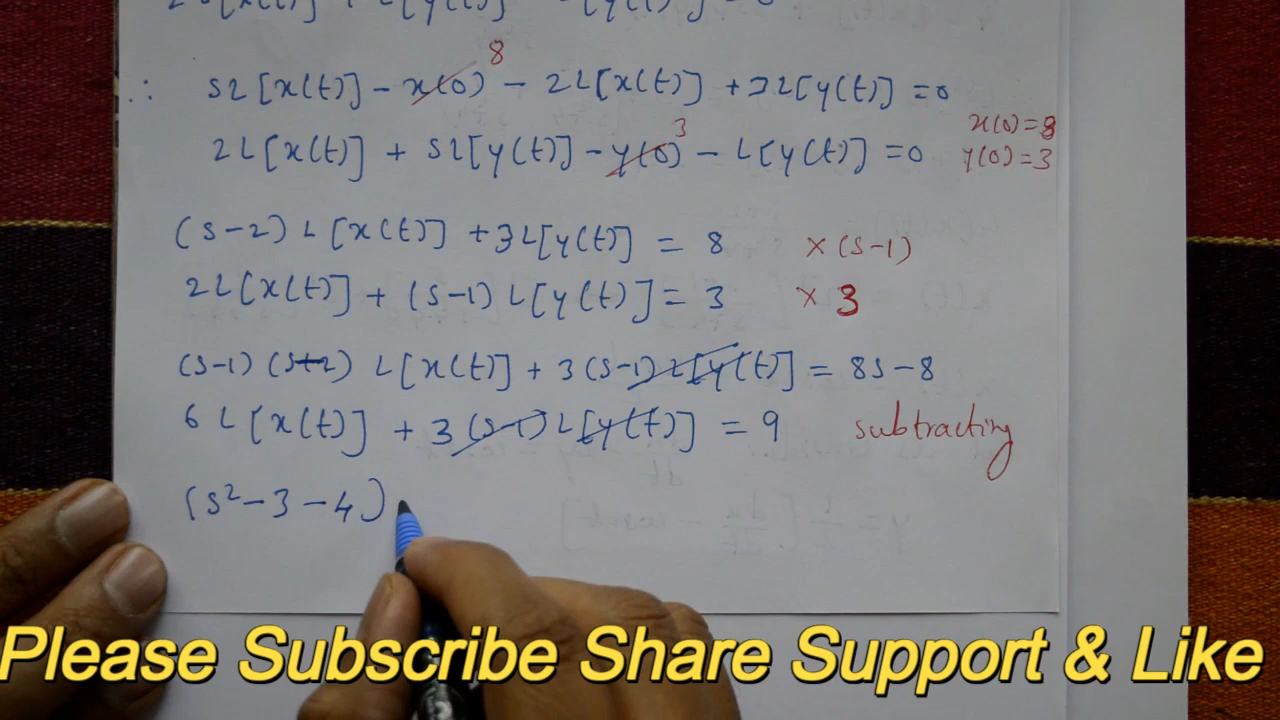 ∴ SL[x(t)] - x(0) 8 - 2L[x(t)] + 3L[y(t)] = 0
2L[x(t)] + SL[y(t)] - y(0) 3 - L[y(t)] = 0
x(0)=8
y(0)=3
(S-2) L[x(t)] + 3L[y(t)] = 8 × (S-1)
2L[x(t)] + (S-1) L[y(t)] = 3 × 3
(S-1) (S-2) L[x(t)] + 3(S-1) L[y(t)] = 8S-8
6 L[x(t)] + 3(S-1) L[y(t)] = 9 subtracting
(S²-3-4)
Please Subscribe Share Support & Like